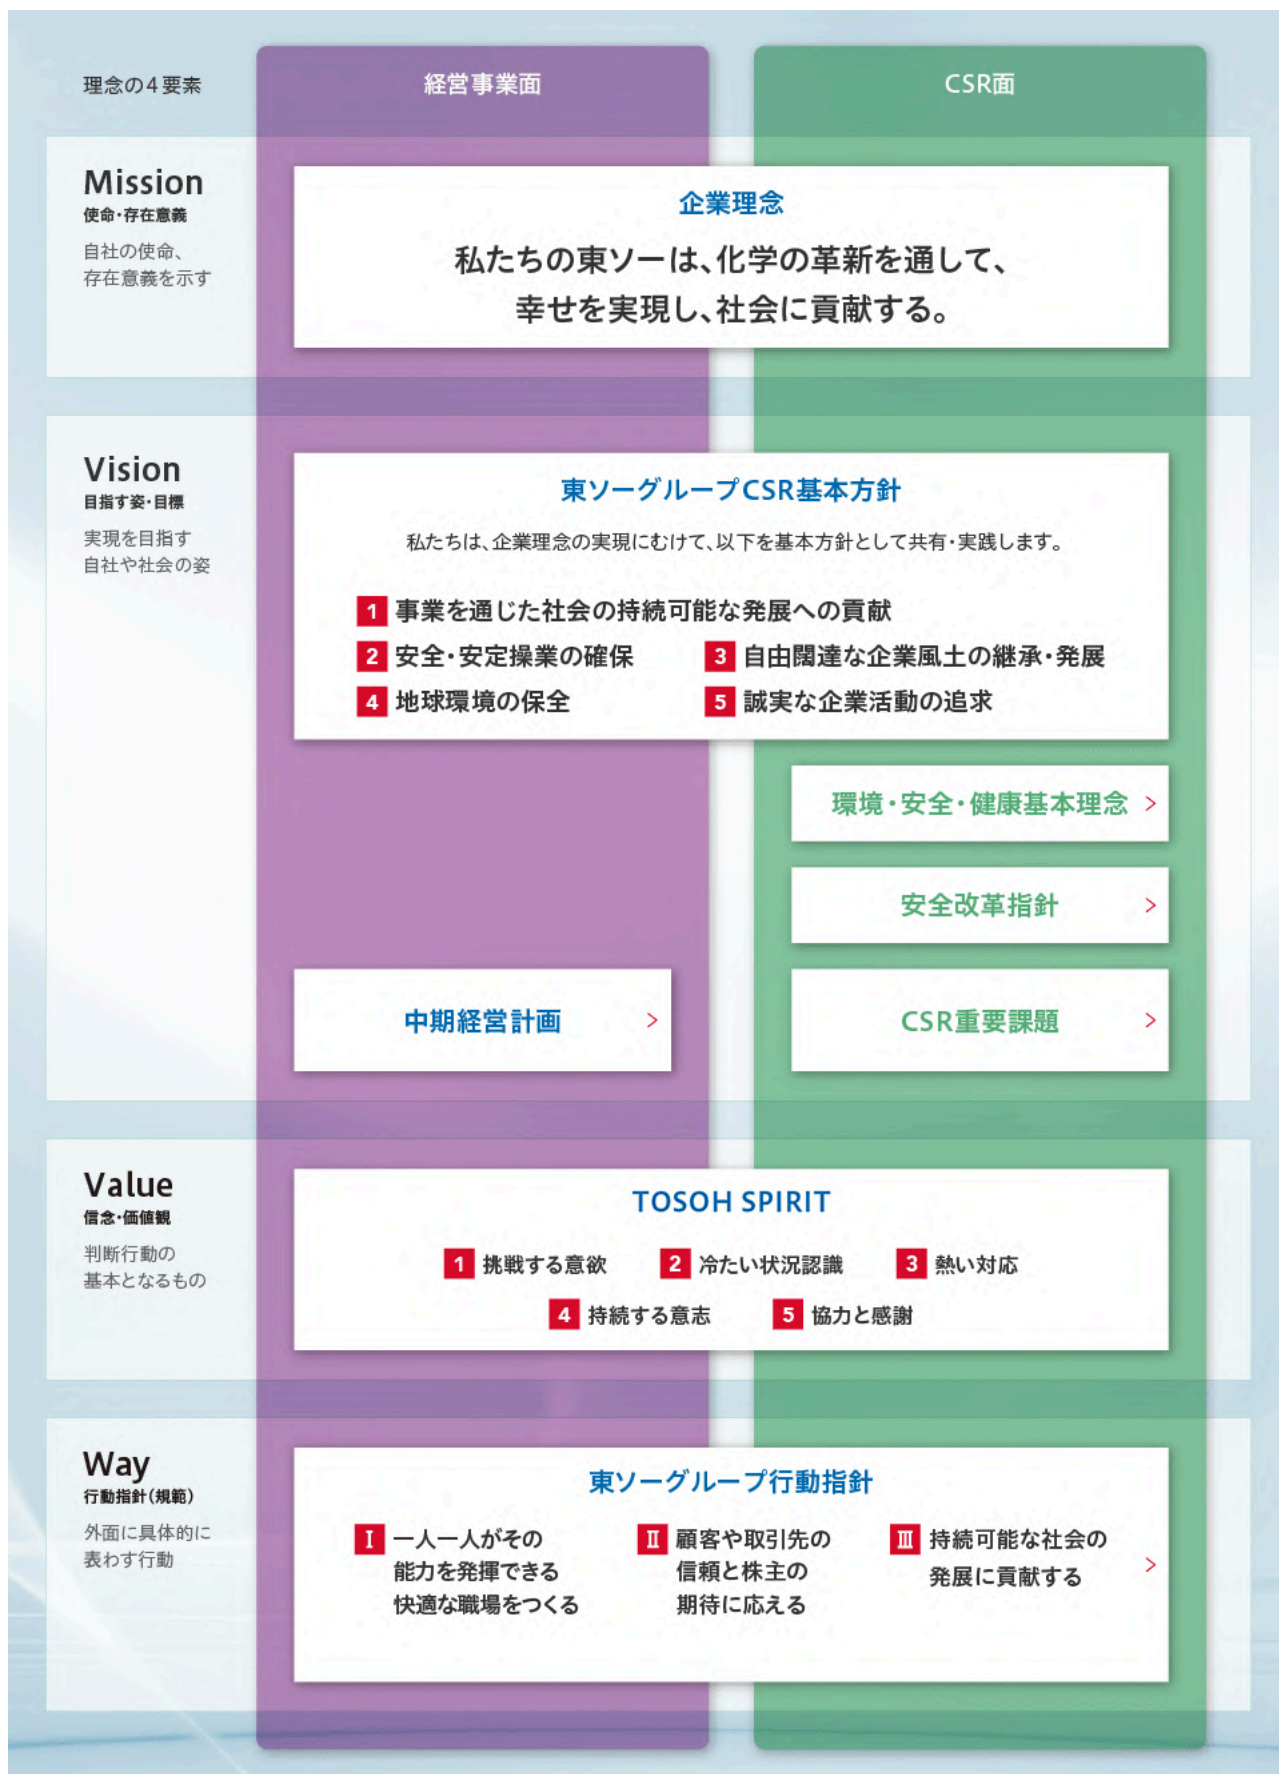 理念の4要素
経営事業面
CSR面
Mission
使命・存在意義
自社の使命、
存在意義を示す
企業理念
私たちの東ソーは、化学の革新を通して、
幸せを実現し、社会に貢献する。
Vision
目指す姿・目標
実現を目指す
自社や社会の姿
東ソーグループCSR基本方針
私たちは、企業理念の実現にむけて、以下を基本方針として共有・実践します。
1 事業を通じた社会の持続可能な発展への貢献
2 安全・安定操業の確保
3 自由闊達な企業風土の継承・発展
4 地球環境の保全
5 誠実な企業活動の追求
環境・安全・健康基本理念 >
安全改革指針 >
中期経営計画 >
CSR重要課題 >
Value
信念・価値観
判断行動の
基本となるもの
TOSOH SPIRIT
1 挑戦する意欲
2 冷たい状況認識
3 熱い対応
4 持続する意志
5 協力と感謝
Way
行動指針(規範)
外面に具体的に
表わす行動
東ソーグループ行動指針
Ⅰ 一人一人がその
能力を発揮できる
快適な職場をつくる
Ⅱ 顧客や取引先の
信頼と株主の
期待に応える
Ⅲ 持続可能な社会の
発展に貢献する
>